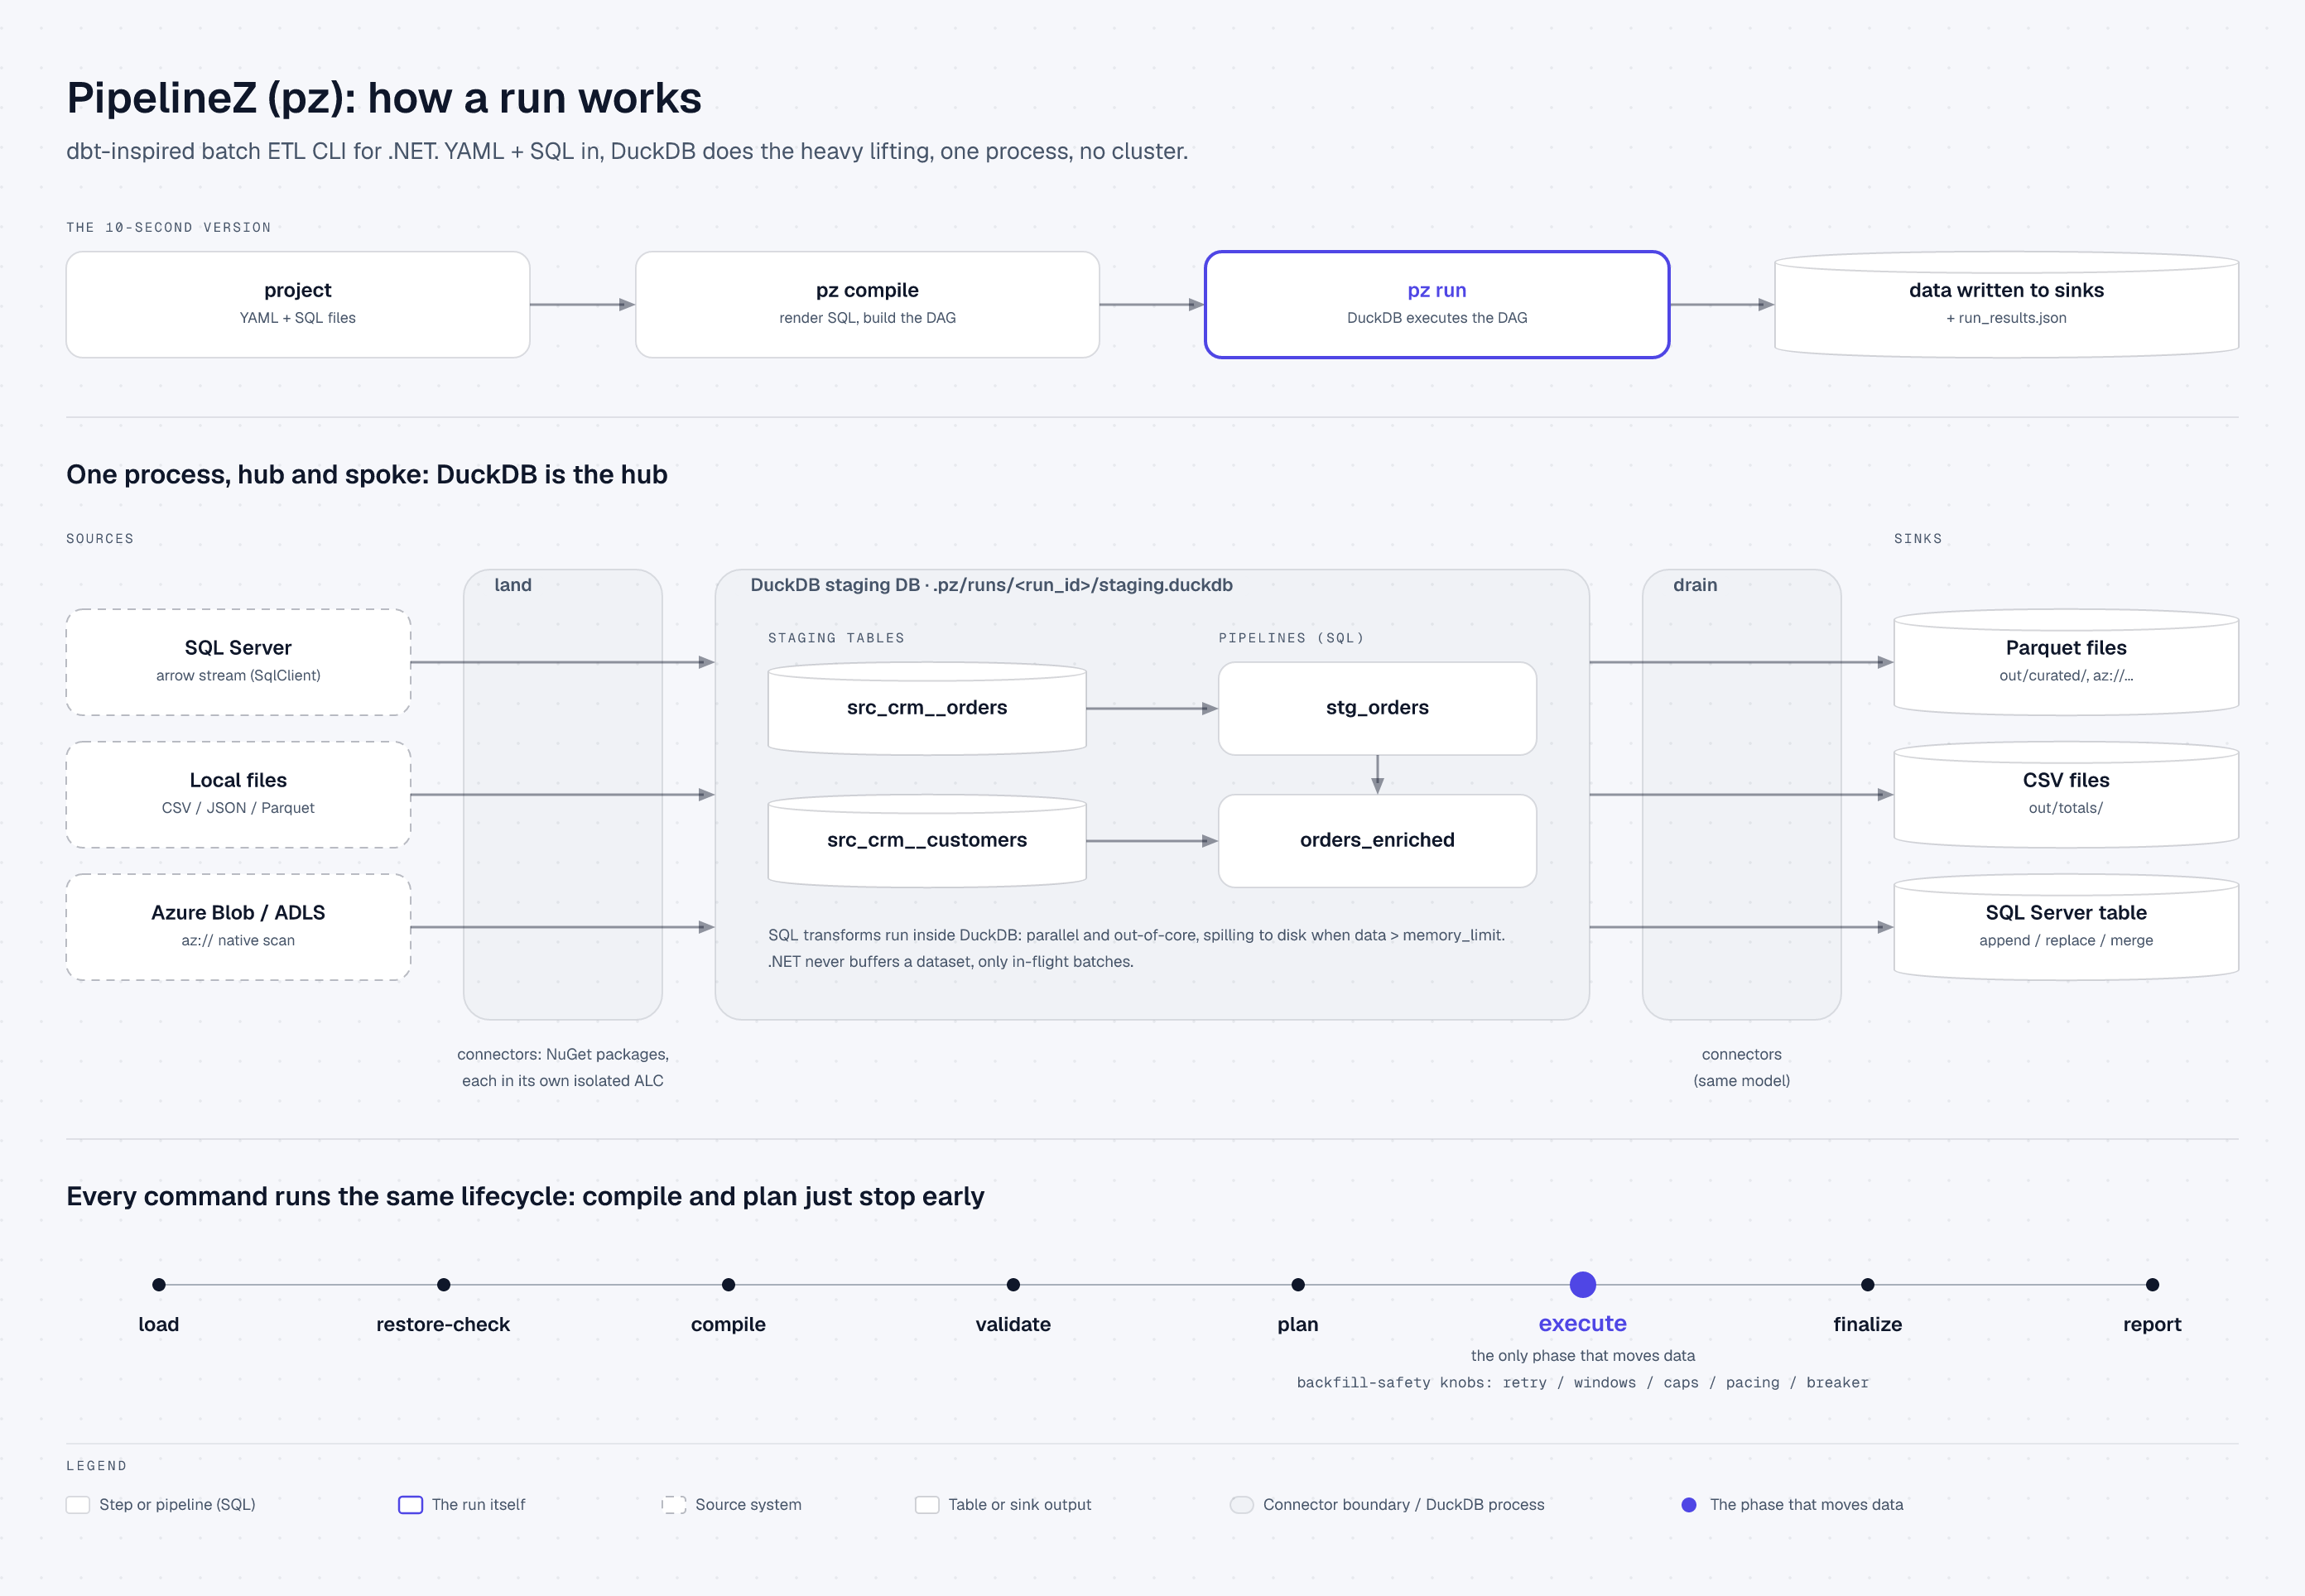 PipelineZ (pz): how a run works
dbt-inspired batch ETL CLI for .NET. YAML + SQL in, DuckDB does the heavy lifting, one process, no cluster.
THE 10-SECOND VERSION
project
YAML + SQL files
pz compile
render SQL, build the DAG
pz run
DuckDB executes the DAG
data written to sinks
+ run_results.json
One process, hub and spoke: DuckDB is the hub
SOURCES
SINKS
land
DuckDB staging DB · .pz/runs/<run_id>/staging.duckdb
drain
SQL Server
arrow stream (SqlClient)
Local files
CSV / JSON / Parquet
Azure Blob / ADLS
az:// native scan
STAGING TABLES
PIPELINES (SQL)
src_crm__orders
stg_orders
src_crm__customers
orders_enriched
SQL transforms run inside DuckDB: parallel and out-of-core, spilling to disk when data > memory_limit.
.NET never buffers a dataset, only in-flight batches.
Parquet files
out/curated/, az://…
CSV files
out/totals/
SQL Server table
append / replace / merge
connectors: NuGet packages,
each in its own isolated ALC
connectors
(same model)
Every command runs the same lifecycle: compile and plan just stop early
load
restore-check
compile
validate
plan
execute
finalize
report
the only phase that moves data
backfill-safety knobs: retry / windows / caps / pacing / breaker
LEGEND
Step or pipeline (SQL)
The run itself
Source system
Table or sink output
Connector boundary / DuckDB process
The phase that moves data